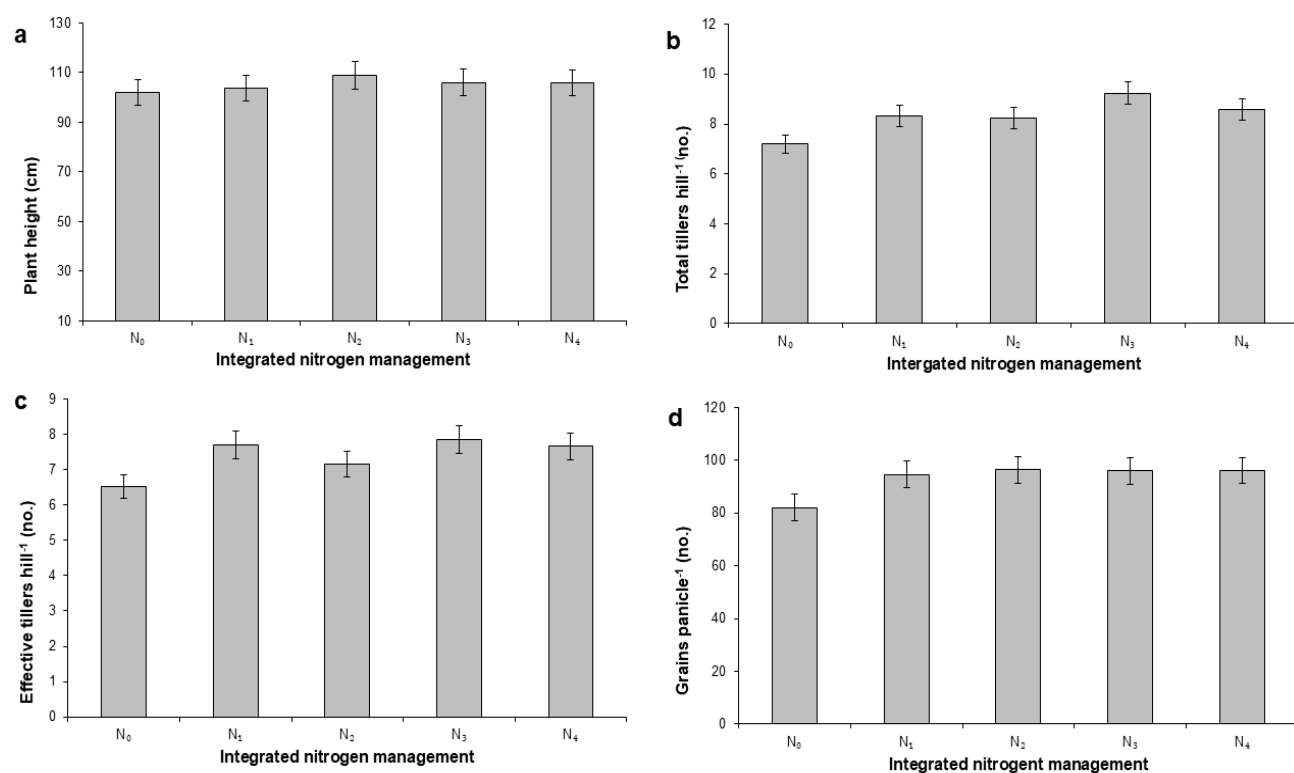 a
130
110
90
70
50
30
10
Plant height (cm)
N₀ N₁ N₂ N₃ N₄
Integrated nitrogen management
b
12
10
8
6
4
2
0
Total tillers hill⁻¹ ⁽no.)
N₀ N₁ N₂ N₃ N₄
Intergated nitrogen management
c
9
8
7
6
5
4
3
2
1
0
Effective tillers hill⁻¹ (no.)
N₀ N₁ N₂ N₃ N₄
Integrated nitrogen management
d
120
100
80
60
40
20
0
Grains panicle⁻¹ (no.)
N₀ N₁ N₂ N₃ N₄
Integrated nitrogent management